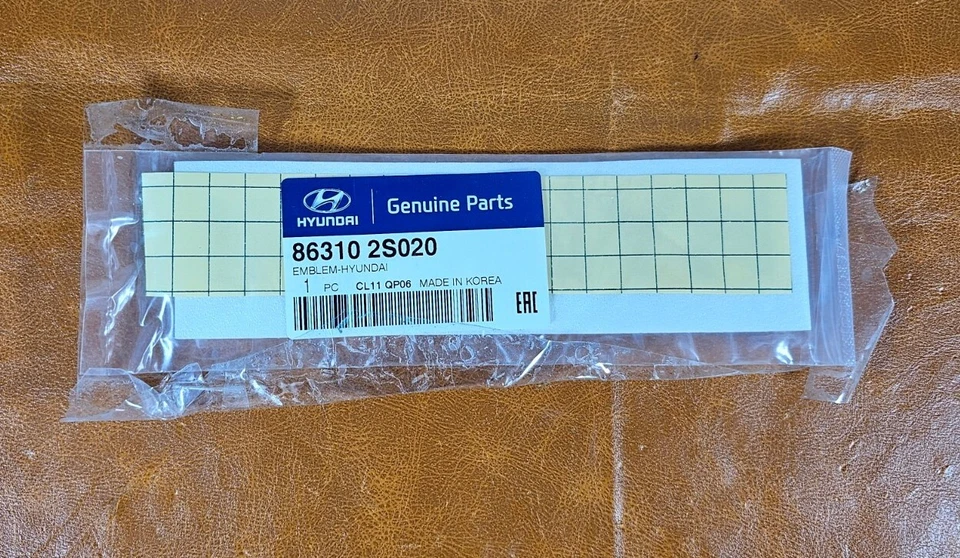 HYUNDAI
Genuine Parts
86310 2S020
EMBLEM-HYUNDAI
1 PC CL11 QP06 MADE IN KOREA
EAC